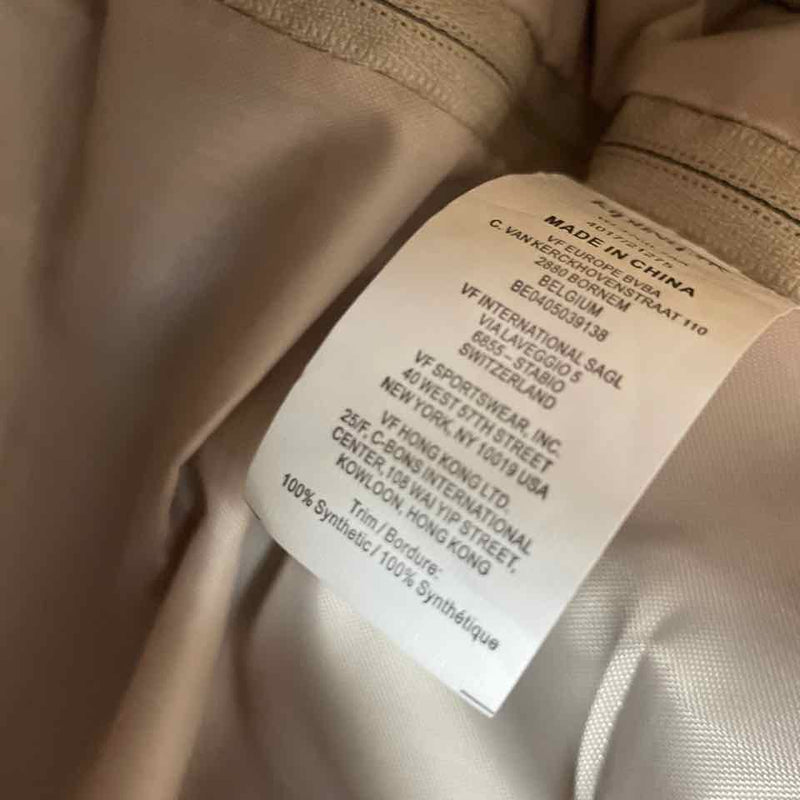 MADE IN CHINA
VF EUROPE BVBA
C. VAN KERCKHOVENSTRAAT 110
2880 BORNEM
BELGIUM
BE0405039138
VF INTERNATIONAL SAGL
VIA LAVEGGIO 5
6855 – STABIO
SWITZERLAND
VF SPORTSWEAR, INC.
40 WEST 57TH STREET
NEW YORK, NY 10019 USA
VF HONG KONG LTD.
25/F, C-BONS INTERNATIONAL
CENTER, 108 WAI YIP STREET,
KOWLOON, HONG KONG
Trim / Bordure:
100% Synthetic / 100% Synthétique